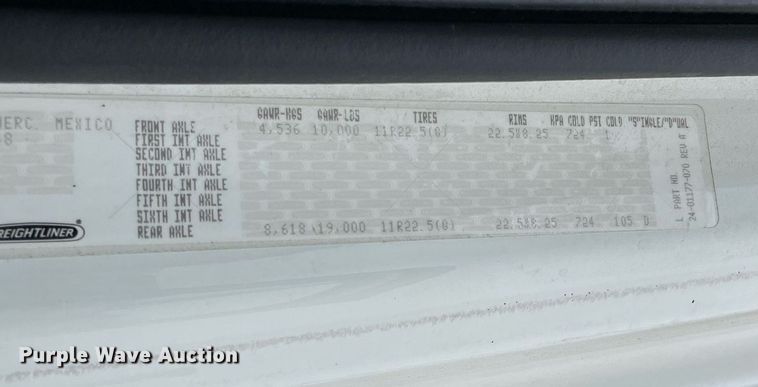 GAWR-KGS GAWR-LBS TIRES RIMS KPA COLD PSI COLD "S"INGLE/"D"UAL
MERC. MEXICO FRONT AXLE 4,536 10,000 11R22.5(G) 22.5X8.25 724
FIRST INT AXLE
SECOND INT AXLE
THIRD INT AXLE
FOURTH INT AXLE
FIFTH INT AXLE
SIXTH INT AXLE
REIGHTLINER REAR AXLE 8,618 19,000 11R22.5(G) 22.5X8.25 724 105 D
L PART NO.
24-01177-070 REV A
Purple Wave Auction